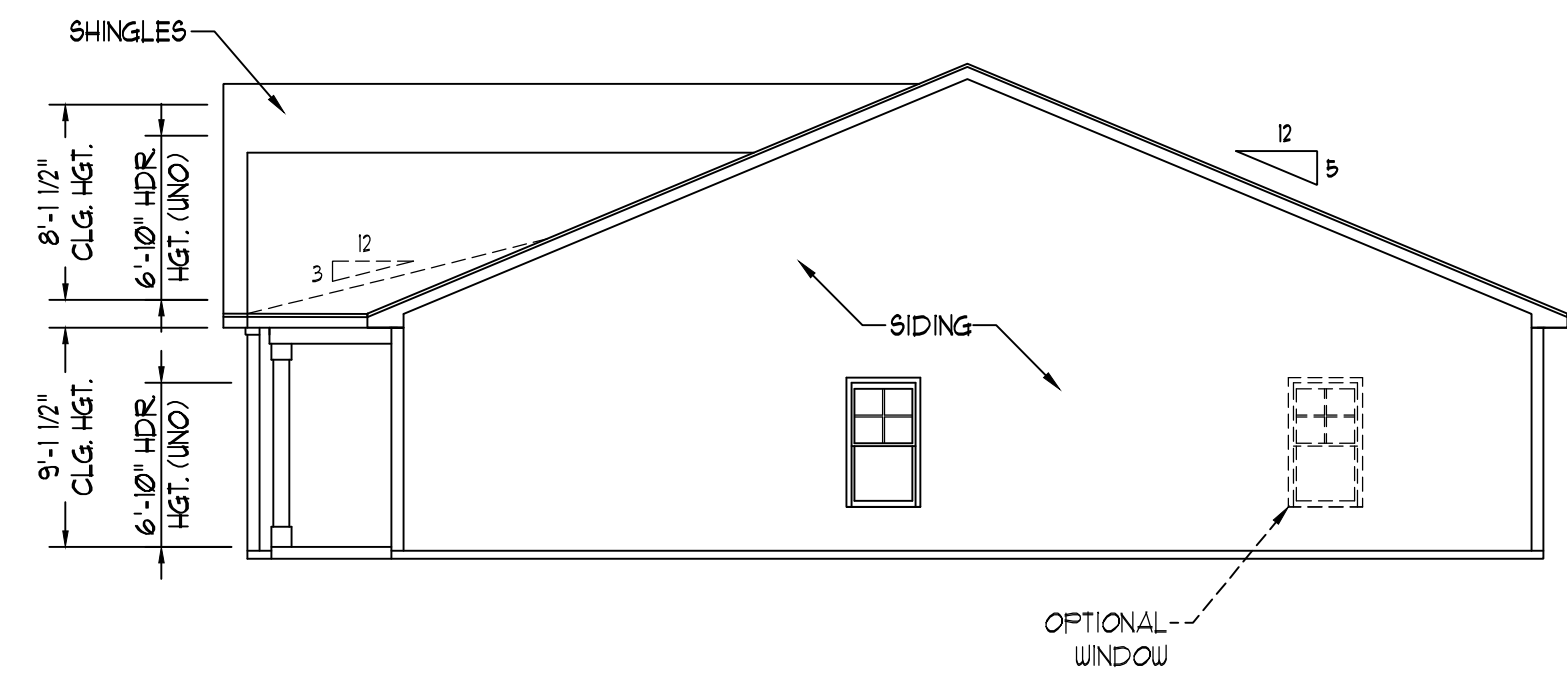 SHINGLES
8'-1 1/2"
CLG. HGT.
6'-10" HDR.
HGT. (UNO)
12
5
12
3
SIDING
9'-1 1/2"
CLG. HGT.
6'-10" HDR.
HGT. (UNO)
OPTIONAL
WINDOW